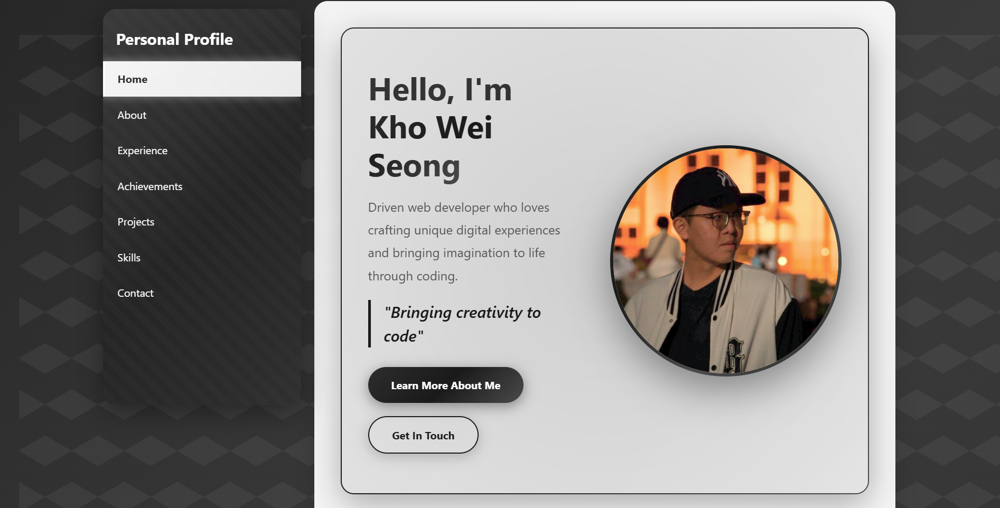 Personal Profile
Home
About
Experience
Achievements
Projects
Skills
Contact
Hello, I'm
Kho Wei
Seong
Driven web developer who loves
crafting unique digital experiences
and bringing imagination to life
through coding.
"Bringing creativity to
code"
Learn More About Me
Get In Touch